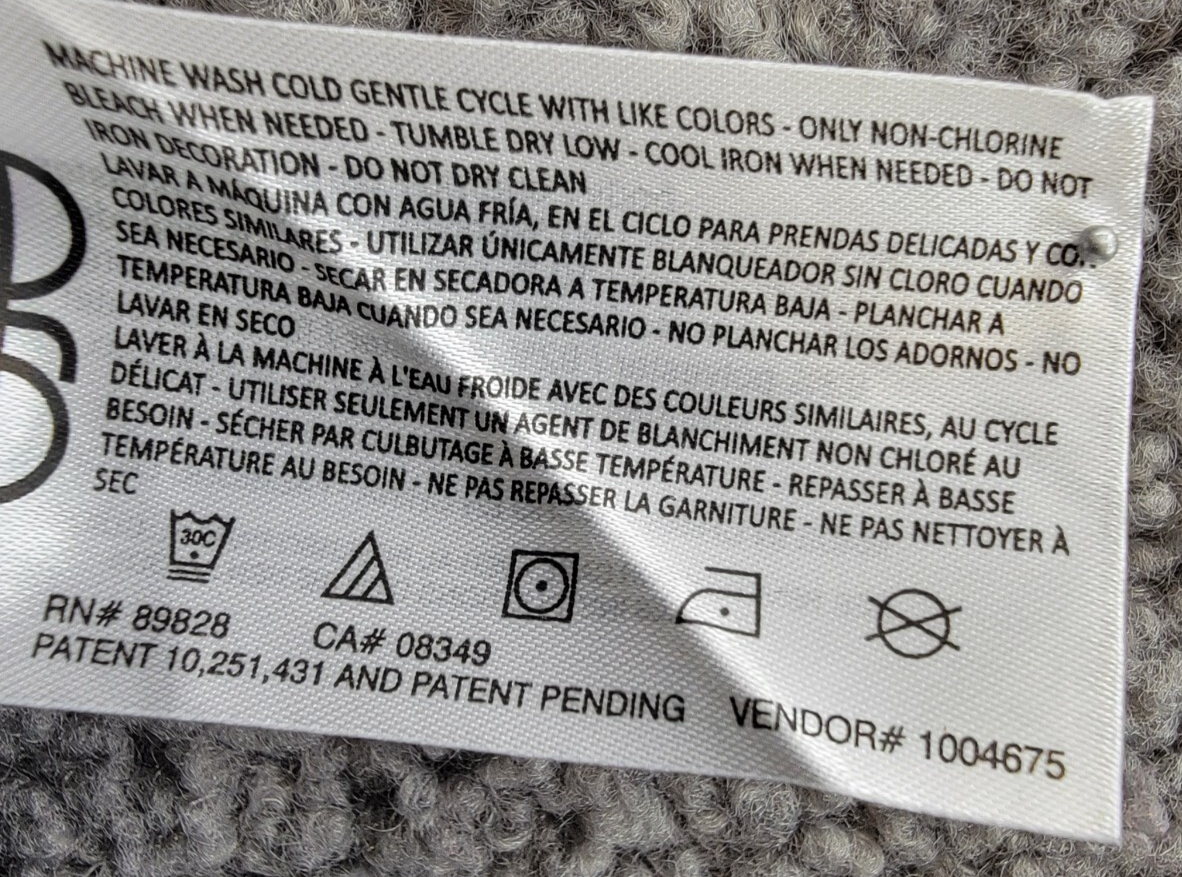 MACHINE WASH COLD GENTLE CYCLE WITH LIKE COLORS - ONLY NON-CHLORINE
BLEACH WHEN NEEDED - TUMBLE DRY LOW - COOL IRON WHEN NEEDED - DO NOT
IRON DECORATION - DO NOT DRY CLEAN
LAVAR A MÁQUINA CON AGUA FRÍA, EN EL CICLO PARA PRENDAS DELICADAS Y
COLORES SIMILARES - UTILIZAR ÚNICAMENTE BLANQUEADOR SIN CLORO CUANDO
SEA NECESARIO - SECAR EN SECADORA A TEMPERATURA BAJA - PLANCHAR A
TEMPERATURA BAJA CUANDO SEA NECESARIO - NO PLANCHAR LOS ADORNOS - NO
LAVAR EN SECO
LAVER À LA MACHINE À L'EAU FROIDE AVEC DES COULEURS SIMILAIRES, AU CYCLE
DÉLICAT - UTILISER SEULEMENT UN AGENT DE BLANCHIMENT NON CHLORÉ AU
BESOIN - SÉCHER PAR CULBUTAGE À BASSE TEMPÉRATURE - REPASSER À BASSE
TEMPÉRATURE AU BESOIN - NE PAS REPASSER LA GARNITURE - NE PAS NETTOYER À
SEC
30C
RN# 89828 CA# 08349
PATENT 10,251,431 AND PATENT PENDING VENDOR# 1004675